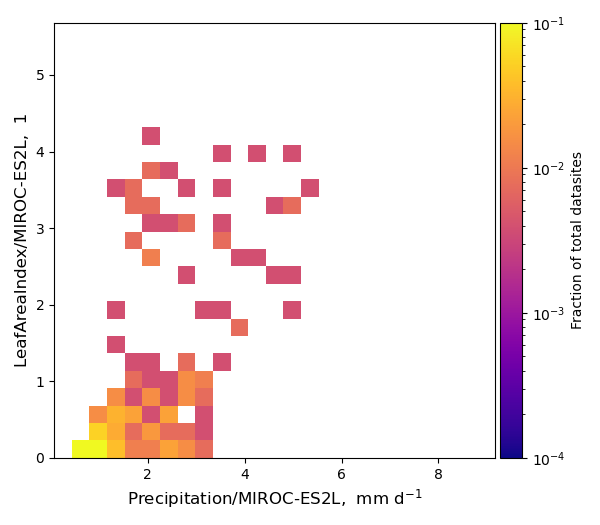 10⁻¹
10⁻²
10⁻³
10⁻⁴
Fraction of total datasites
5
4
3
2
1
0
LeafAreaIndex/MIROC-ES2L, 1
2 4 6 8
Precipitation/MIROC-ES2L, mm d⁻¹